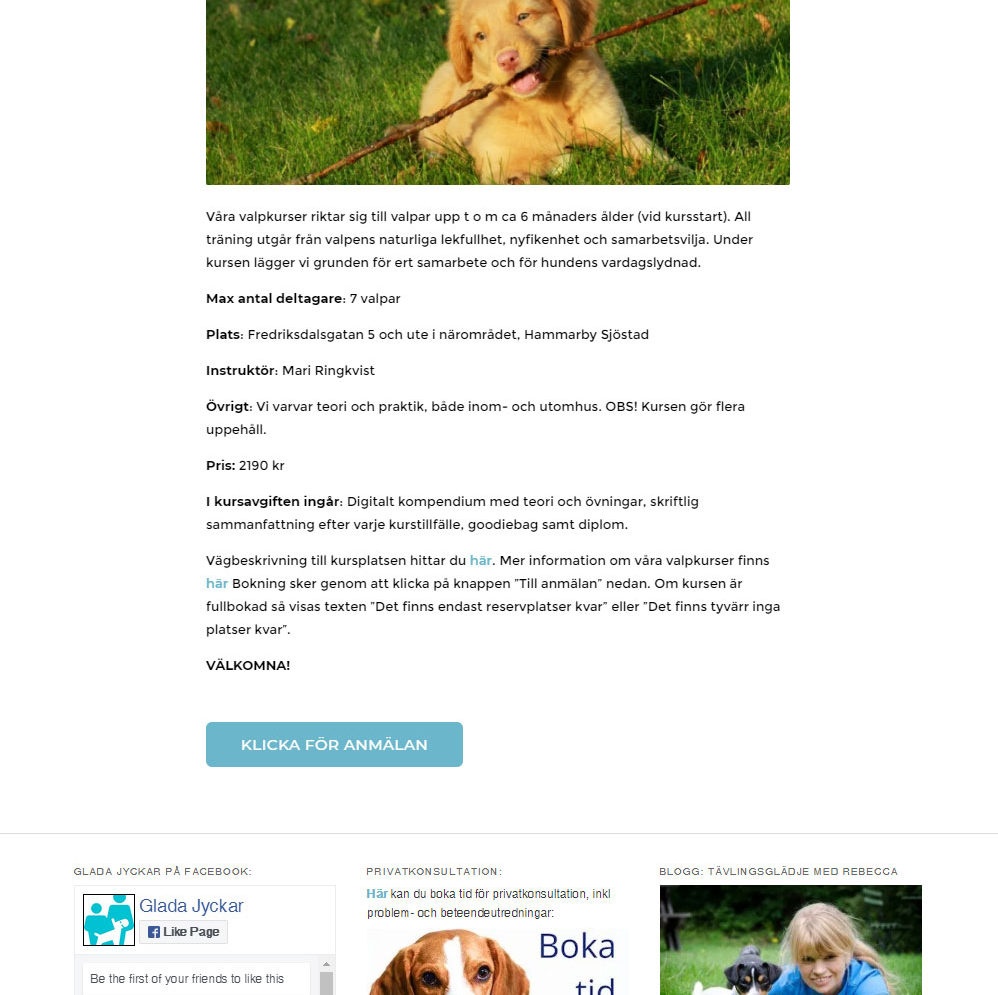 Våra valpkurser riktar sig till valpar upp t o m ca 6 månaders ålder (vid kursstart). All
träning utgår från valpens naturliga lekfullhet, nyfikenhet och samarbetsvilja. Under
kursen lägger vi grunden för ert samarbete och för hundens vardagslydnad.
Max antal deltagare: 7 valpar
Plats: Fredriksdalsgatan 5 och ute i närområdet, Hammarby Sjöstad
Instruktör: Mari Ringkvist
Övrigt: Vi varvar teori och praktik, både inom- och utomhus. OBS! Kursen gör flera
uppehåll.
Pris: 2190 kr
I kursavgiften ingår: Digitalt kompendium med teori och övningar, skriftlig
sammanfattning efter varje kurstillfälle, goodiebag samt diplom.
Vägbeskrivning till kursplatsen hittar du här. Mer information om våra valpkurser finns
här Bokning sker genom att klicka på knappen ”Till anmälan” nedan. Om kursen är
fullbokad så visas texten ”Det finns endast reservplatser kvar” eller ”Det finns tyvärr inga
platser kvar”.
VÄLKOMNA!
KLICKA FÖR ANMÄLAN
GLADA JYCKAR PÅ FACEBOOK:
Glada Jyckar
Like Page
Be the first of your friends to like this
PRIVATKONSULTATION:
Här kan du boka tid för privatkonsultation, inkl
problem- och beteendeutredningar:
Boka
tid
BLOGG: TÄVLINGSGLÄDJE MED REBECCA